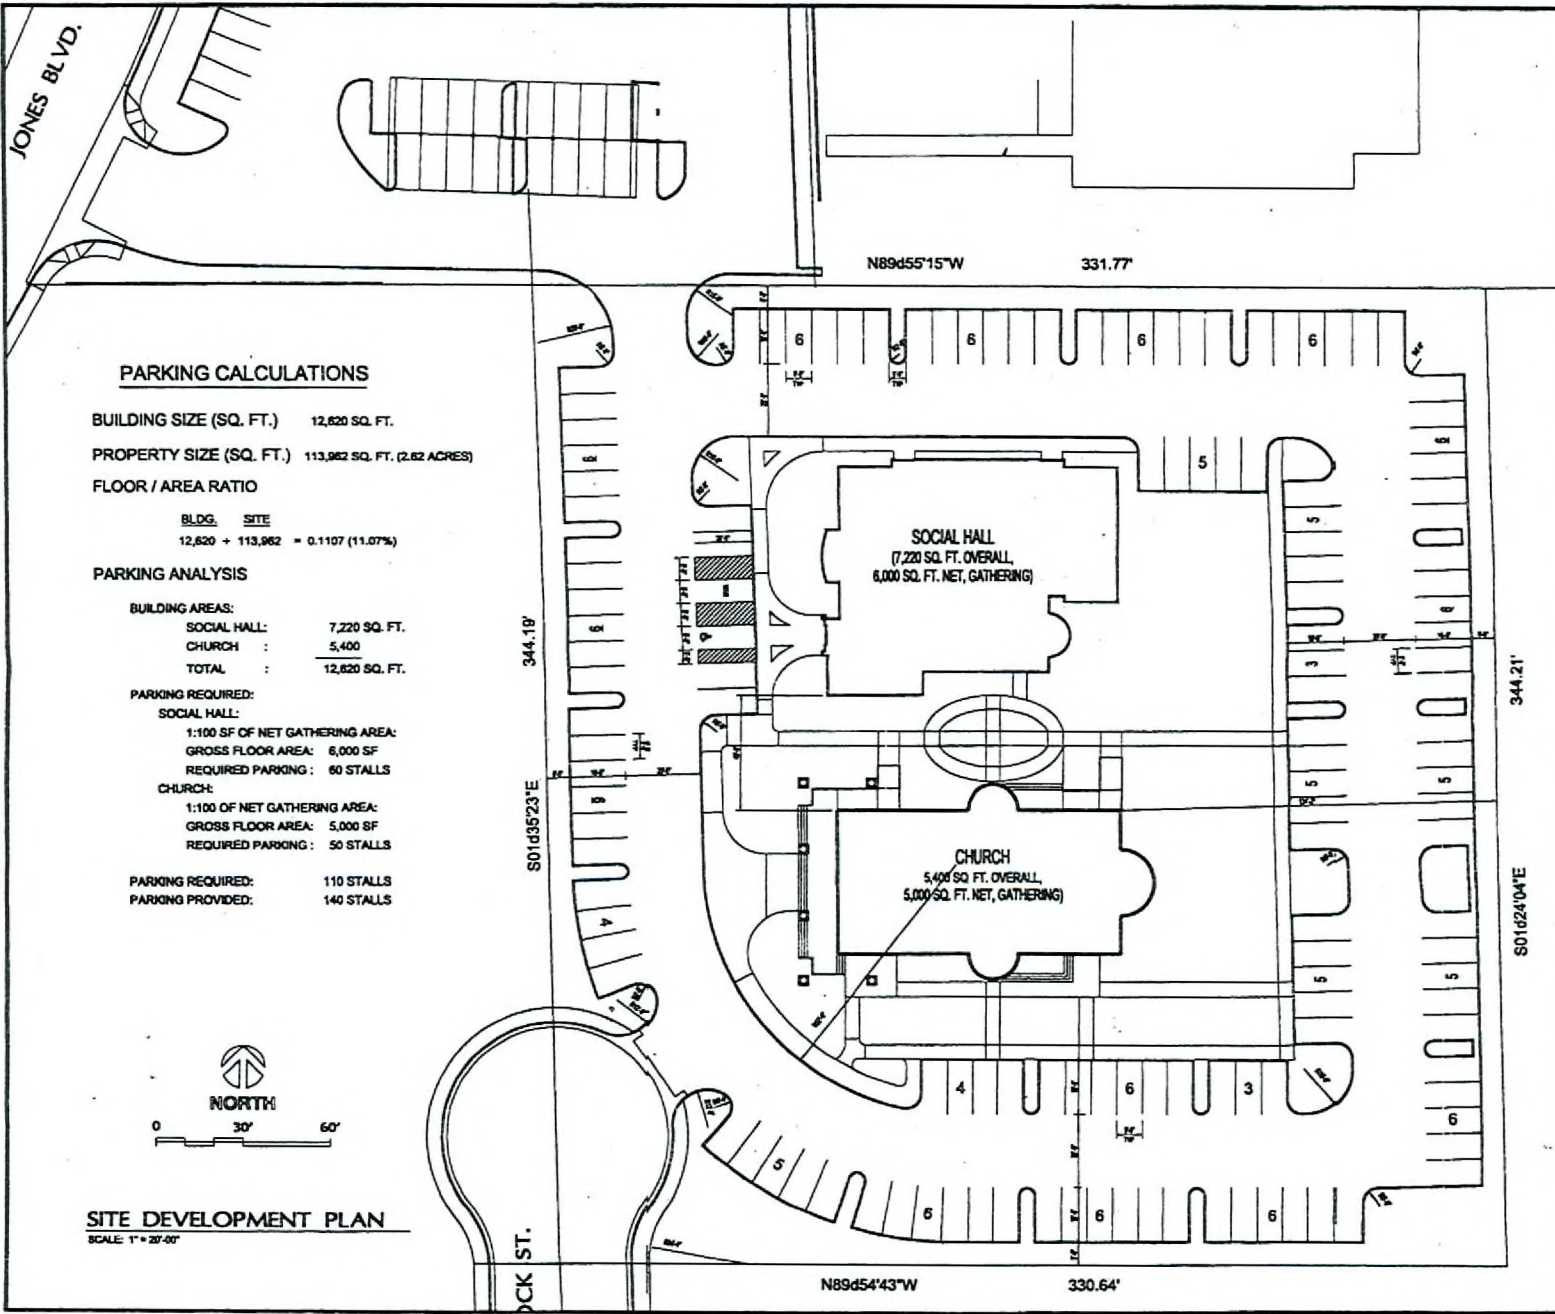 JONES BLVD.
N89d55'15"W 331.77'
PARKING CALCULATIONS
BUILDING SIZE (SQ. FT.) 12,620 SQ. FT.
PROPERTY SIZE (SQ. FT.) 113,962 SQ. FT. (2.62 ACRES)
FLOOR / AREA RATIO
BLDG. SITE
12,620 ÷ 113,962 = 0.1107 (11.07%)
PARKING ANALYSIS
BUILDING AREAS:
SOCIAL HALL: 7,220 SQ. FT.
CHURCH : 5,400
TOTAL : 12,620 SQ. FT.
PARKING REQUIRED:
SOCIAL HALL:
1:100 SF OF NET GATHERING AREA:
GROSS FLOOR AREA: 6,000 SF
REQUIRED PARKING : 60 STALLS
CHURCH:
1:100 OF NET GATHERING AREA:
GROSS FLOOR AREA: 5,000 SF
REQUIRED PARKING : 50 STALLS
PARKING REQUIRED: 110 STALLS
PARKING PROVIDED: 140 STALLS
6
6
6
6
5
SOCIAL HALL
(7,220 SQ. FT. OVERALL,
6,000 SQ. FT. NET, GATHERING)
5
3
5
5
5
5
6
344.19'
S01d35'23"E
344.21'
S01d24'04"E
CHURCH
5,400 SQ. FT. OVERALL,
5,000 SQ. FT. NET, GATHERING)
4
4
6
3
5
6
6
6
NORTH
0 30' 60'
SITE DEVELOPMENT PLAN
SCALE: 1" = 20'-00"
OCK ST.
N89d54'43"W 330.64'